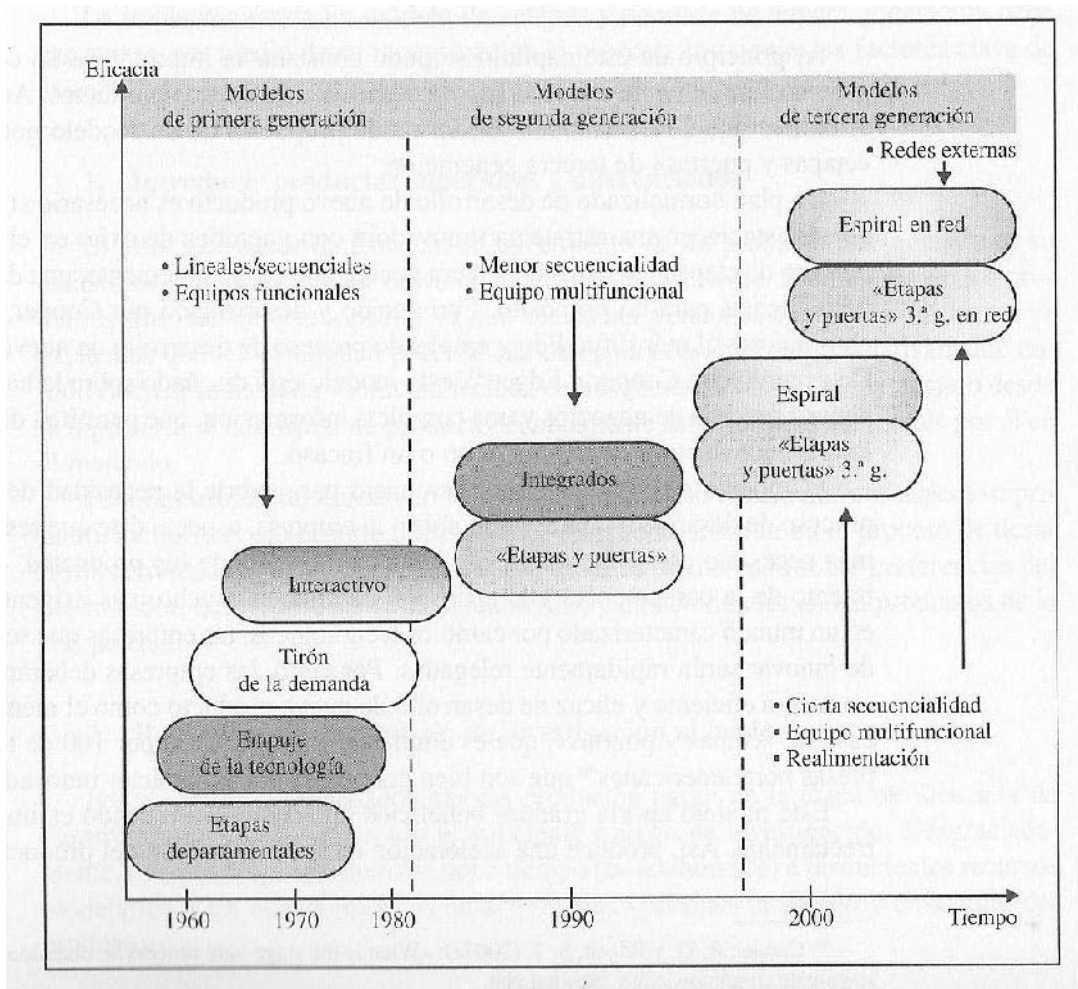 Eficacia
Modelos
de primera generación
Modelos
de segunda generación
Modelos
de tercera generación
• Redes externas
Espiral en red
«Etapas
y puertas» 3.ª g. en red
• Lineales/secuenciales
• Equipos funcionales
• Menor secuencialidad
• Equipo multifuncional
Espiral
«Etapas
y puertas» 3.ª g.
Integrados
«Etapas y puertas»
Interactivo
Tirón
de la demanda
Empuje
de la tecnología
Etapas
departamentales
• Cierta secuencialidad
• Equipo multifuncional
• Realimentación
1960
1970
1980
1990
2000
Tiempo